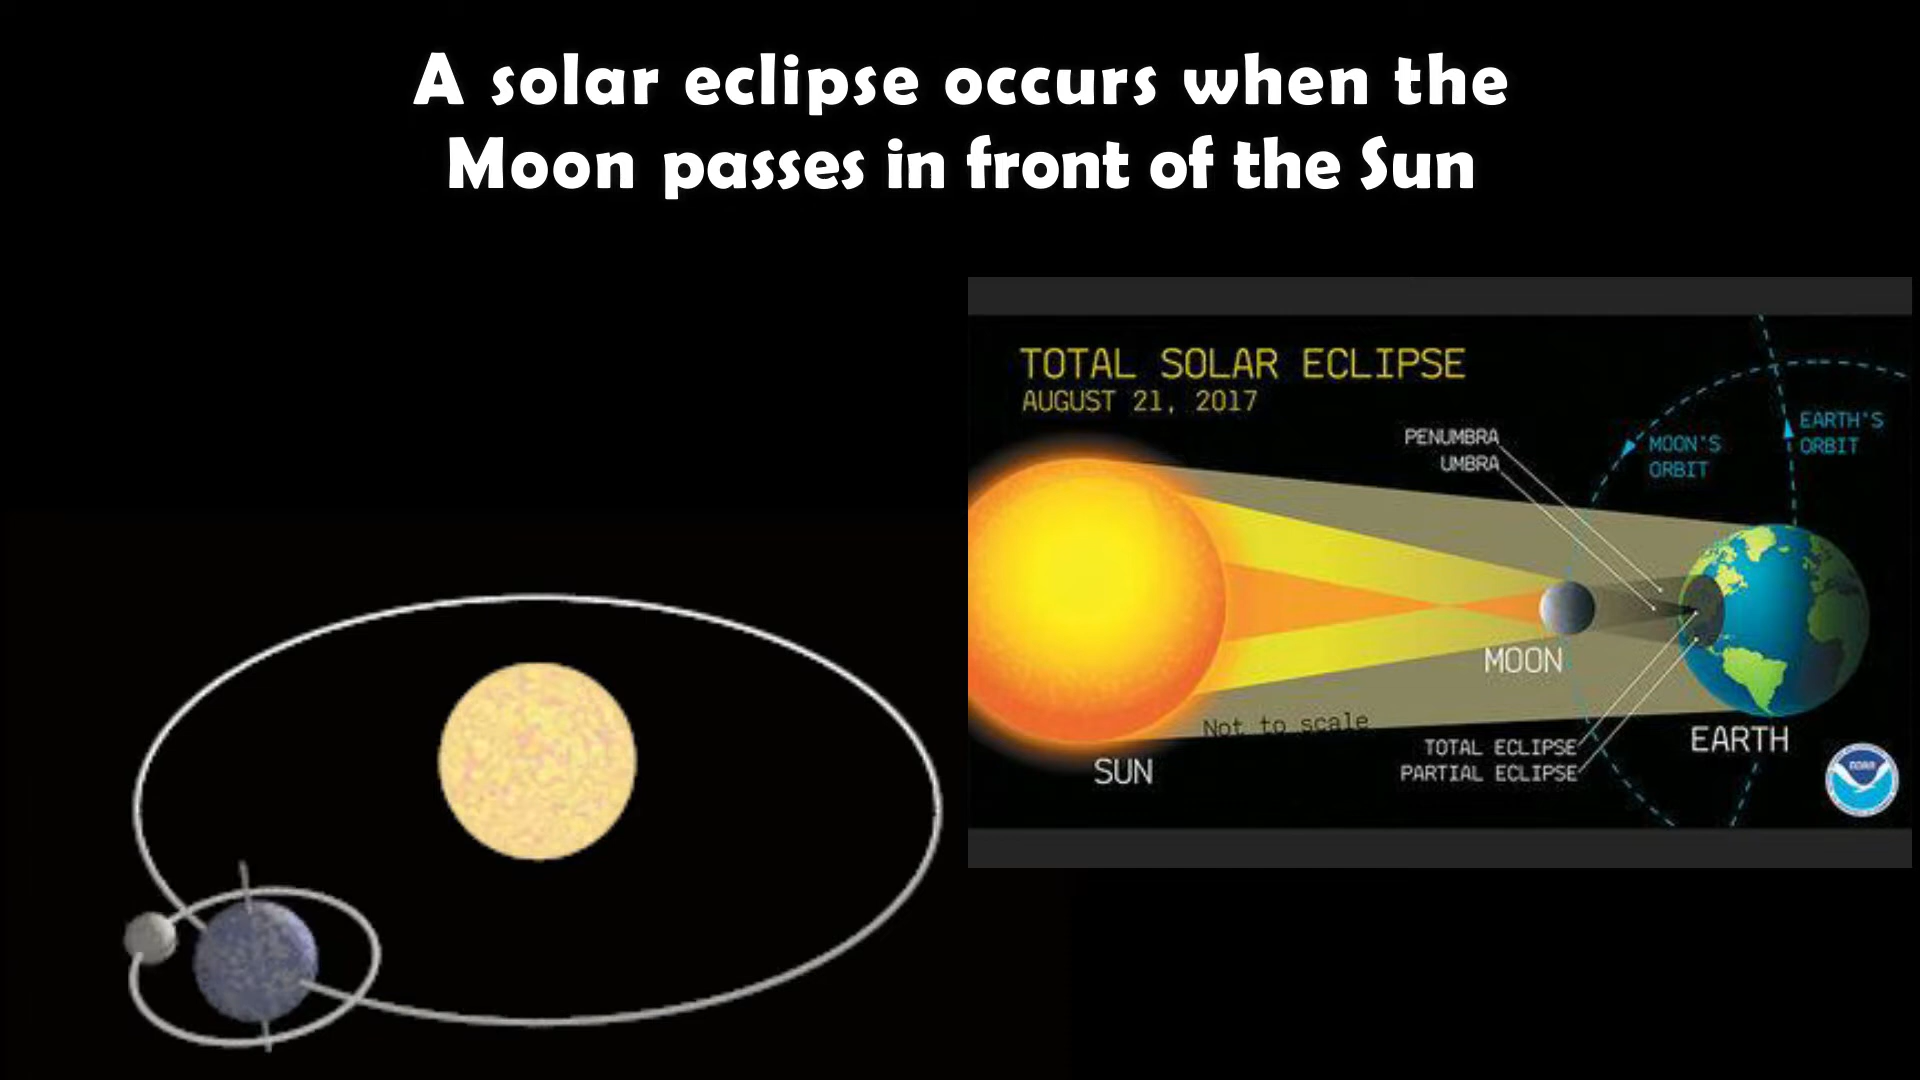 A solar eclipse occurs when the
Moon passes in front of the Sun
TOTAL SOLAR ECLIPSE
AUGUST 21, 2017
PENUMBRA
UMBRA
MOON'S
ORBIT
EARTH'S
ORBIT
MOON
Not to scale
SUN
TOTAL ECLIPSE
PARTIAL ECLIPSE
EARTH
NOAA